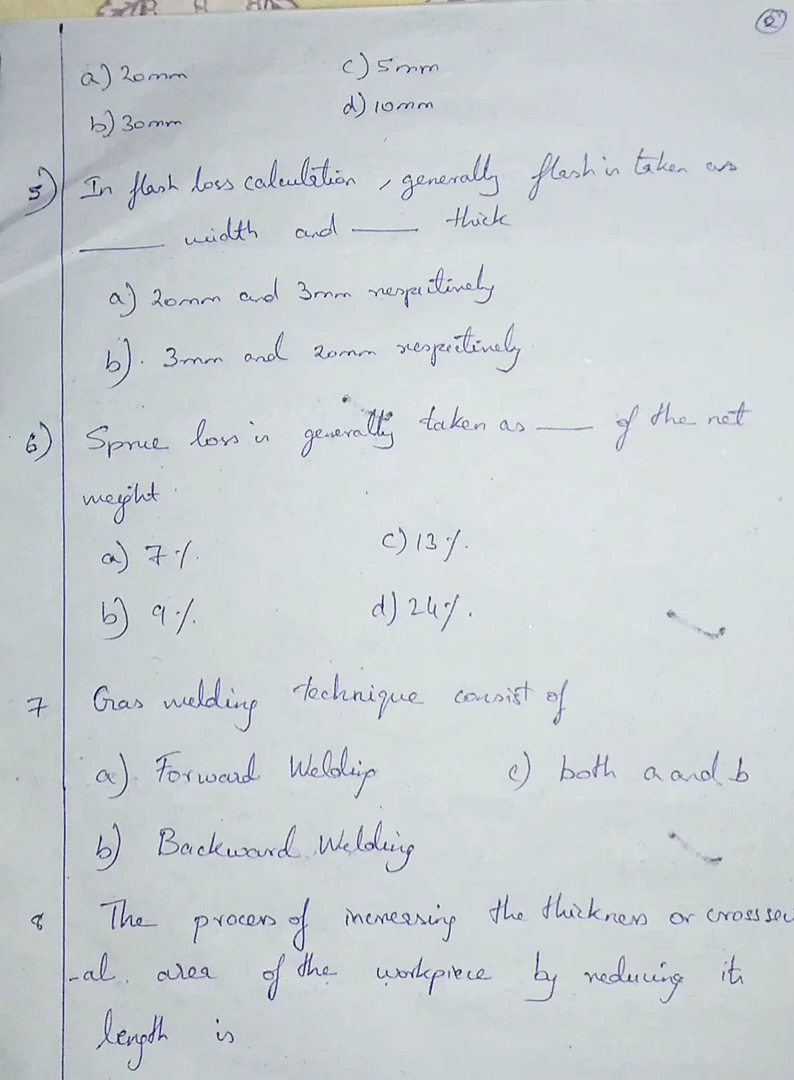 2
a) 20mm c) 5mm
b) 30mm d) 10mm
5) In flash loss calculation, generally flash is taken as
____ width and ____ thick
a) 20mm and 3mm respectively
b). 3mm and 20mm respectively.
6) Sprue loss is generally taken as ____ of the net
weight.
a) 7%. c) 13%.
b) 9%. d) 24%.
7 Gas welding technique consist of
a). Forward Welding c) both a and b
b) Backward Welding
8 The process of increasing the thickness or cross sec
-al. area of the workpiece by reducing its
length is